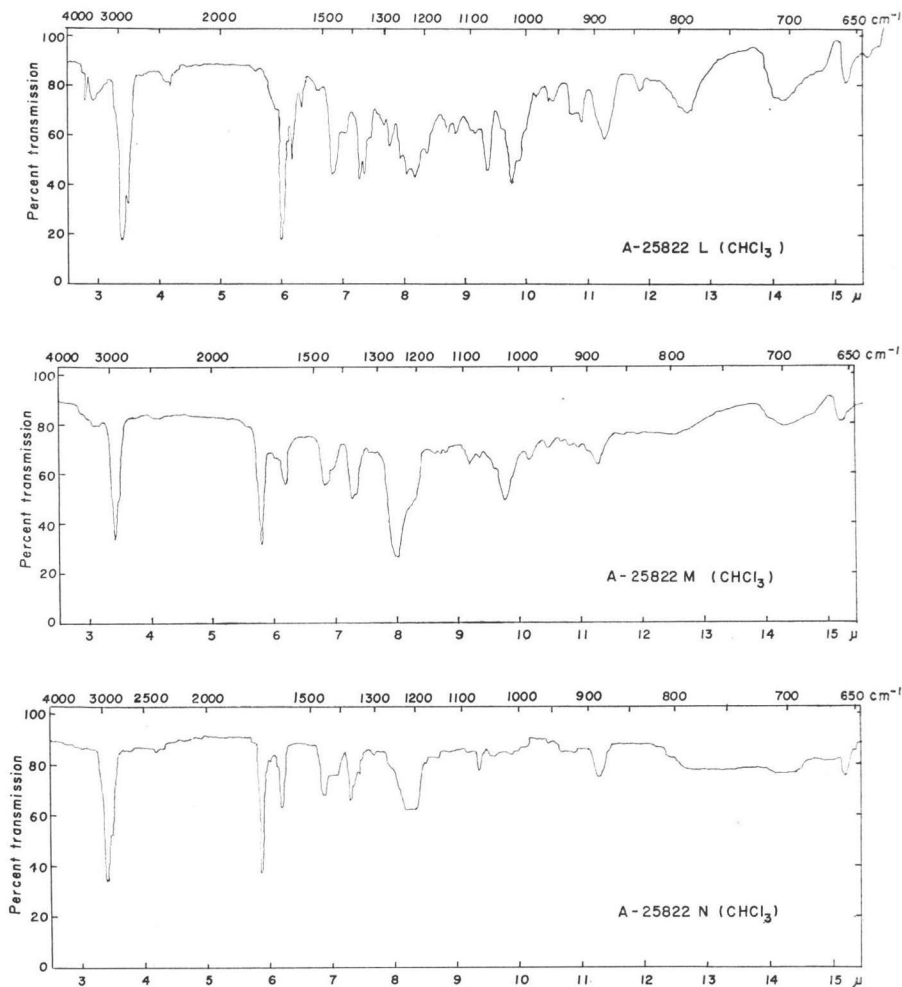 4000 3000 2000 1500 1400 1300 1200 1100 1000 900 800 700 650 cm⁻¹
100
80
60
40
20
0
Percent transmission
A-25822 L (CHCl₃)
3 4 5 6 7 8 9 10 11 12 13 14 15 μ
4000 3000 2000 1500 1400 1300 1200 1100 1000 900 800 700 650 cm⁻¹
100
80
60
40
20
0
Percent transmission
A-25822 M (CHCl₃)
3 4 5 6 7 8 9 10 11 12 13 14 15 μ
4000 3000 2500 2000 1500 1400 1300 1200 1100 1000 900 800 700 650 cm⁻¹
100
80
60
40
20
0
Percent transmission
A-25822 N (CHCl₃)
3 4 5 6 7 8 9 10 11 12 13 14 15 μ